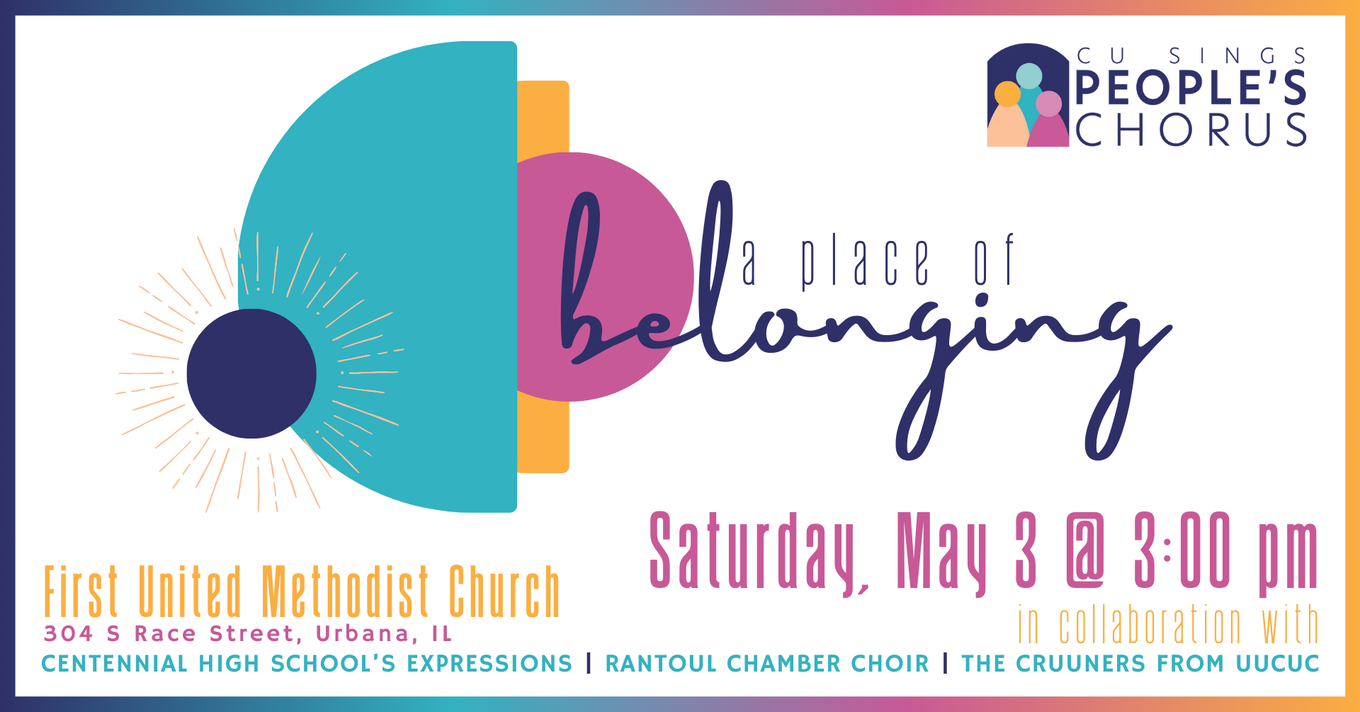 CU SINGS
PEOPLE'S
CHORUS
a place of
belonging
Saturday, May 3 @ 3:00 pm
First United Methodist Church
304 S Race Street, Urbana, IL
in collaboration with
CENTENNIAL HIGH SCHOOL'S EXPRESSIONS | RANTOUL CHAMBER CHOIR | THE CRUUNERS FROM UUCUC